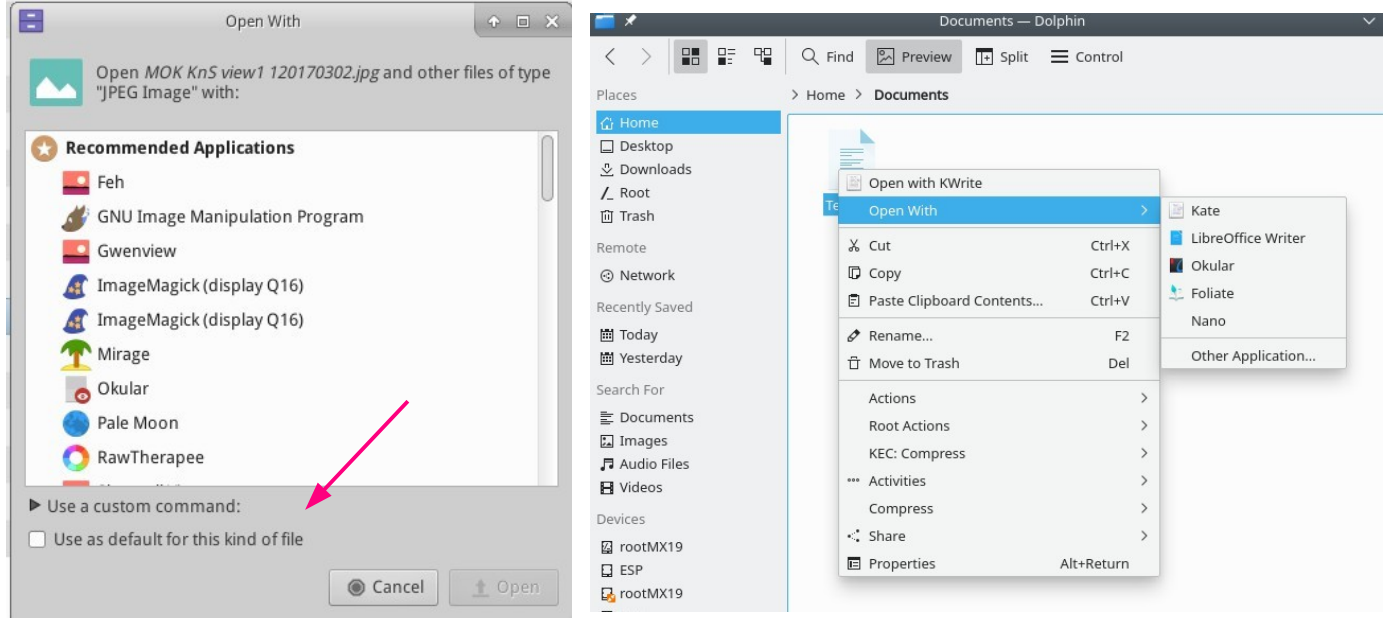 Open With
Open MOK KnS view1 120170302.jpg and other files of type
"JPEG Image" with:
Recommended Applications
Feh
GNU Image Manipulation Program
Gwenview
ImageMagick (display Q16)
ImageMagick (display Q16)
Mirage
Okular
Pale Moon
RawTherapee
Use a custom command:
Use as default for this kind of file
Cancel
Open
Documents — Dolphin
Find
Preview
Split
Control
Places
Home
Desktop
Downloads
Root
Trash
Remote
Network
Recently Saved
Today
Yesterday
Search For
Documents
Images
Audio Files
Videos
Devices
rootMX19
ESP
rootMX19
> Home > Documents
Te
Open with KWrite
Open With
Cut Ctrl+X
Copy Ctrl+C
Paste Clipboard Contents... Ctrl+V
Rename... F2
Move to Trash Del
Actions
Root Actions
KEC: Compress
Activities
Compress
Share
Properties Alt+Return
Kate
LibreOffice Writer
Okular
Foliate
Nano
Other Application...